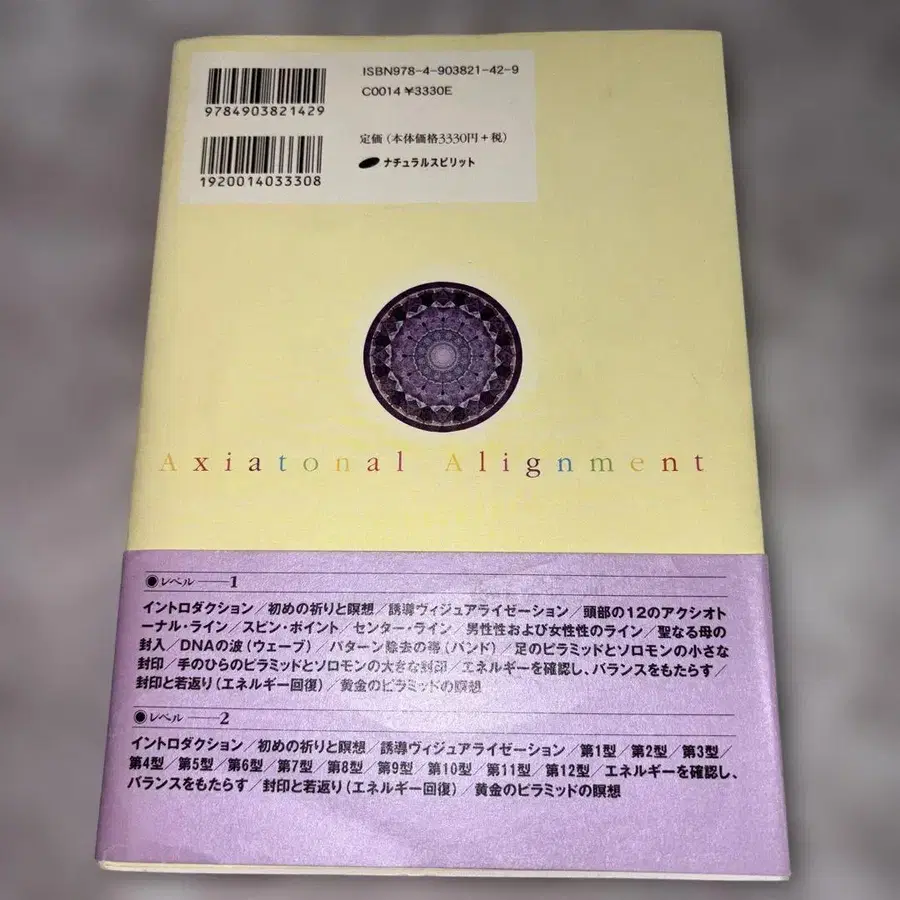 ISBN978-4-903821-42-9
C0014 ¥3330E
9784903821429
定価（本体価格3330円＋税）
ナチュラルスピリット
1920014033308
Axiatonal Alignment
◉レベル——1
イントロダクション／初めの祈りと瞑想／誘導ヴィジュアライゼーション／頭部の12のアクシオト
ーナル・ライン／スピン・ポイント／センター・ライン／男性性および女性性のライン／聖なる母の
封入／DNAの波（ウェーブ）／パターン除去の帯（バンド）／足のピラミッドとソロモンの小さな
封印／手のひらのピラミッドとソロモンの大きな封印／エネルギーを確認し、バランスをもたらす／
封印と若返り（エネルギー回復）／黄金のピラミッドの瞑想
◉レベル——2
イントロダクション／初めの祈りと瞑想／誘導ヴィジュアライゼーション／第1型／第2型／第3型／
第4型／第5型／第6型／第7型／第8型／第9型／第10型／第11型／第12型／エネルギーを確認し、
バランスをもたらす／封印と若返り（エネルギー回復）／黄金のピラミッドの瞑想